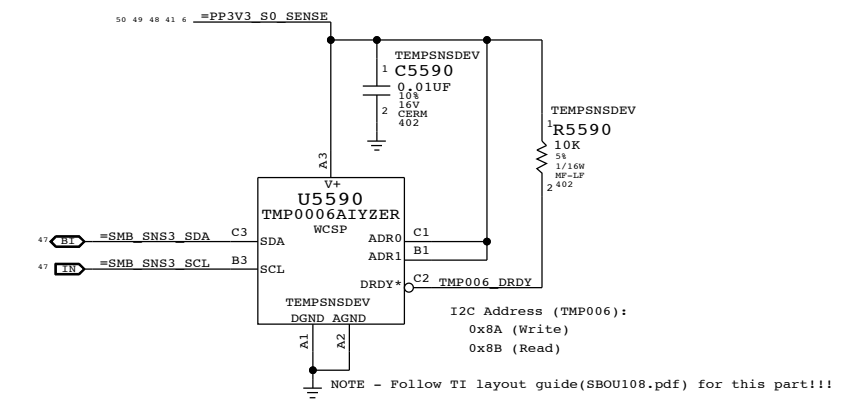 50 49 48 41 6 =PP3V3_S0_SENSE
TEMPSNSDEV
1 C5590
0.01UF
10%
16V
2 CERM
402
TEMPSNSDEV
1 R5590
10K
5%
1/16W
MF-LF
2 402
A3
V+
U5590
TMP0006AIYZER
WCSP
47 BI =SMB_SNS3_SDA C3 SDA
ADR0 C1
ADR1 B1
47 IN =SMB_SNS3_SCL B3 SCL
DRDY* C2 TMP006_DRDY
TEMPSNSDEV
DGND AGND
A1 A2
I2C Address (TMP006):
0x8A (Write)
0x8B (Read)
NOTE - Follow TI layout guide(SBOU108.pdf) for this part!!!